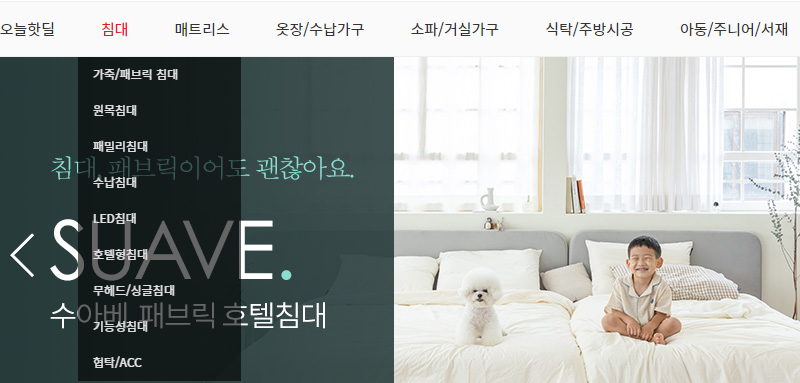 오늘핫딜 침대 매트리스 옷장/수납가구 소파/거실가구 식탁/주방시공 아동/주니어/서재
가죽/패브릭 침대
원목침대
패밀리침대
수납침대
LED침대
호텔형침대
무헤드/싱글침대
기능성침대
협탁/ACC
침대, 패브릭이어도 괜찮아요.
SUAVE.
수아베 패브릭 호텔침대